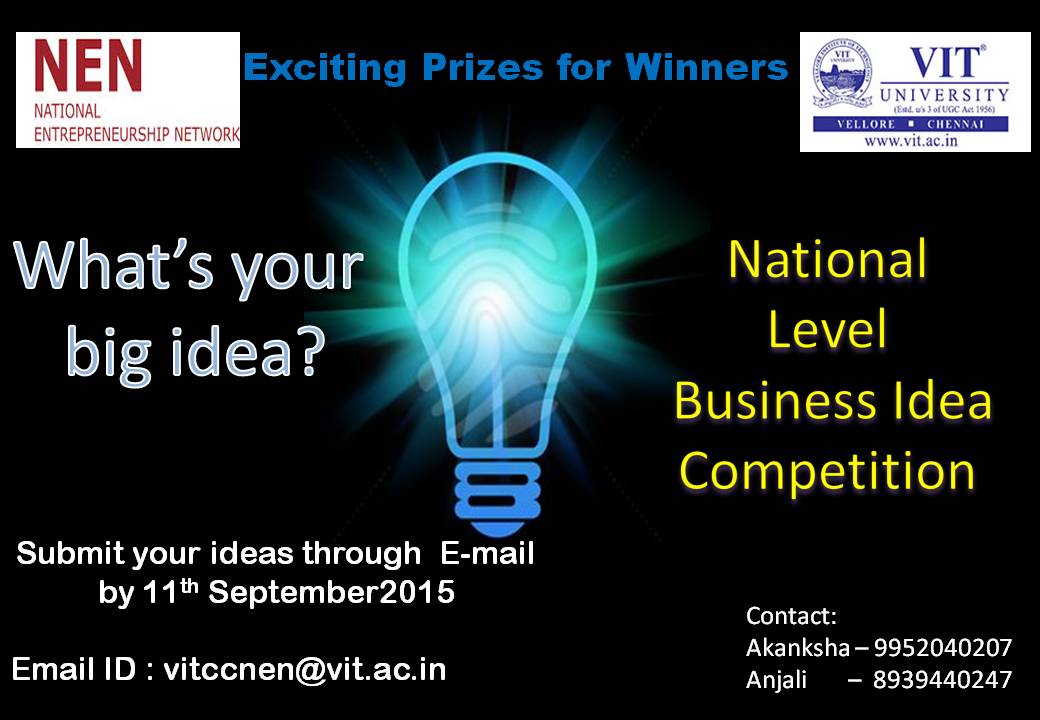 NEN
NATIONAL
ENTREPRENEURSHIP NETWORK
Exciting Prizes for Winners
VIT
UNIVERSITY
VIT®
UNIVERSITY
(Estd. u/s 3 of UGC Act 1956)
VELLORE ▪ CHENNAI
www.vit.ac.in
What’s your
big idea?
National
Level
Business Idea
Competition
Submit your ideas through E-mail
by 11th September2015
Email ID : vitccnen@vit.ac.in
Contact:
Akanksha – 9952040207
Anjali – 8939440247